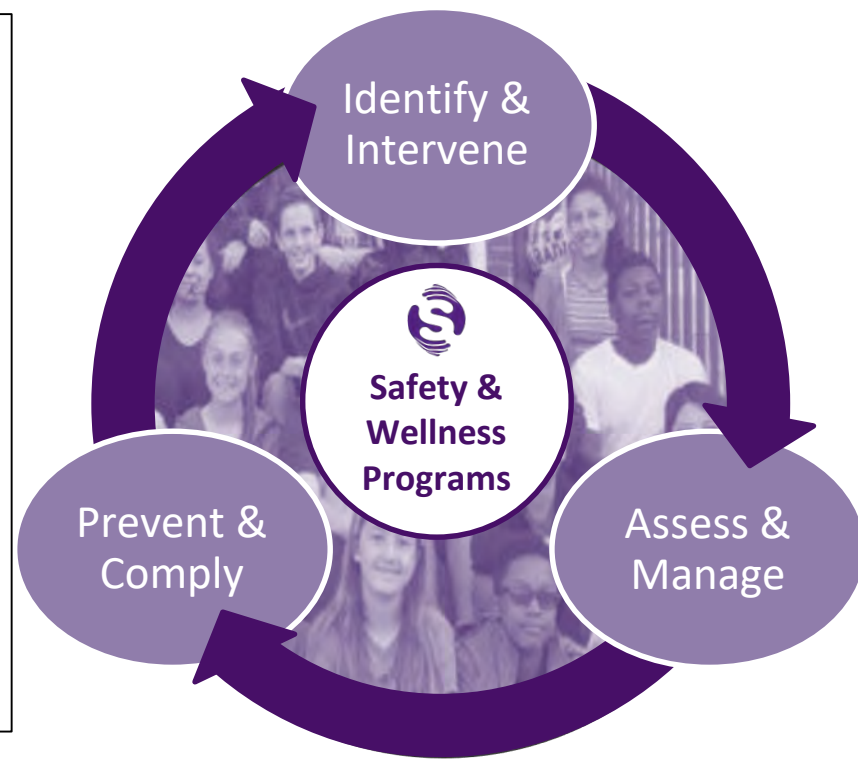 Identify &
Intervene
S
Safety &
Wellness
Programs
Prevent &
Comply
Assess &
Manage